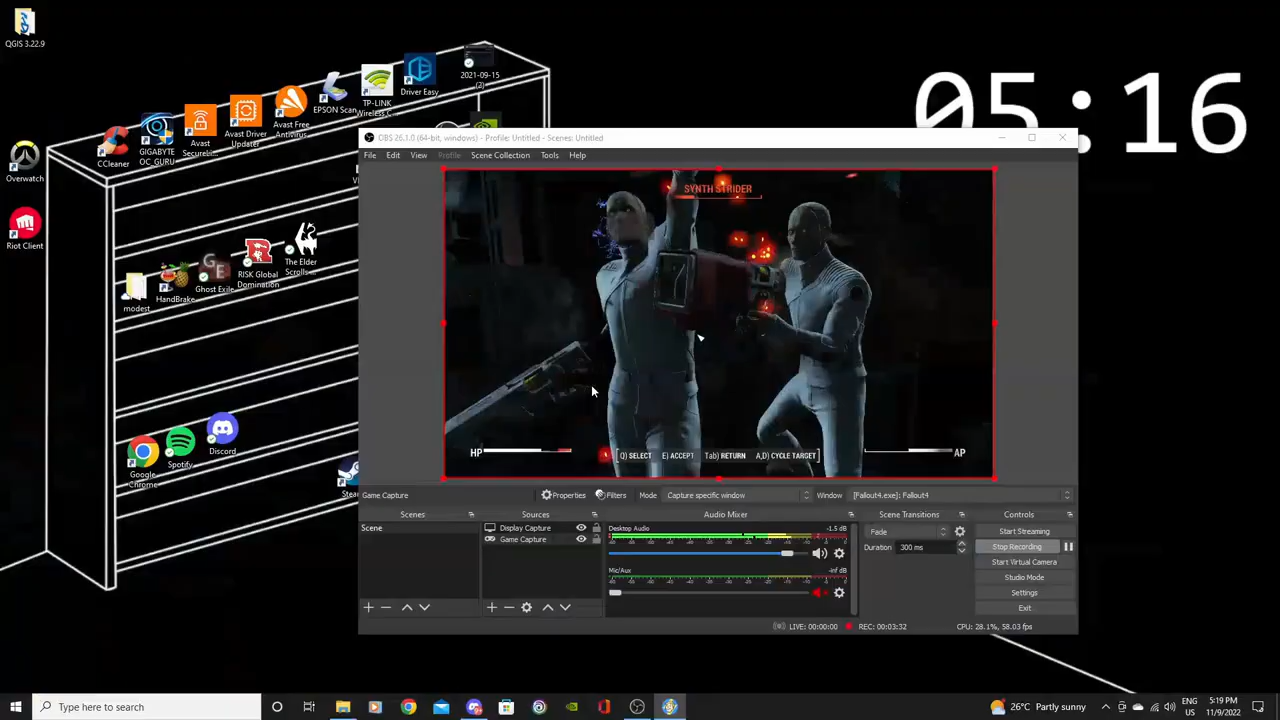 QGIS 3.22.9
05:16
2021-09-15
(2)
Driver Easy
TP-LINK
Wireless C...
EPSON Scan
Avast Free
Antivirus
Avast Driver
Updater
Avast
SecureLi...
GIGABYTE
OC_GURU
CCleaner
Overwatch
Riot Client
The Elder
Scrolls ...
RISK Global
Domination
GE
Ghost Exile
HandBrake
modest
Discord
Spotify
Google
Chrome
Stea
OBS 26.1.0 (64-bit, windows) - Profile: Untitled - Scenes: Untitled
File Edit View Profile Scene Collection Tools Help
SYNTH STRIDER
HP
Q) SELECT E) ACCEPT Tab) RETURN A,D) CYCLE TARGET
AP
Game Capture Properties Filters Mode Capture specific window Window [Fallout4.exe]: Fallout4
Scenes Sources Audio Mixer Scene Transitions Controls
Scene
Display Capture
Game Capture
Desktop Audio -1.5 dB
Mic/Aux -inf dB
Fade
Duration 300 ms
Start Streaming
Stop Recording
Start Virtual Camera
Studio Mode
Settings
Exit
LIVE: 00:00:00 REC: 00:03:32 CPU: 28.1%, 58.03 fps
Type here to search
26°C Partly sunny
ENG
US
5:19 PM
11/9/2022